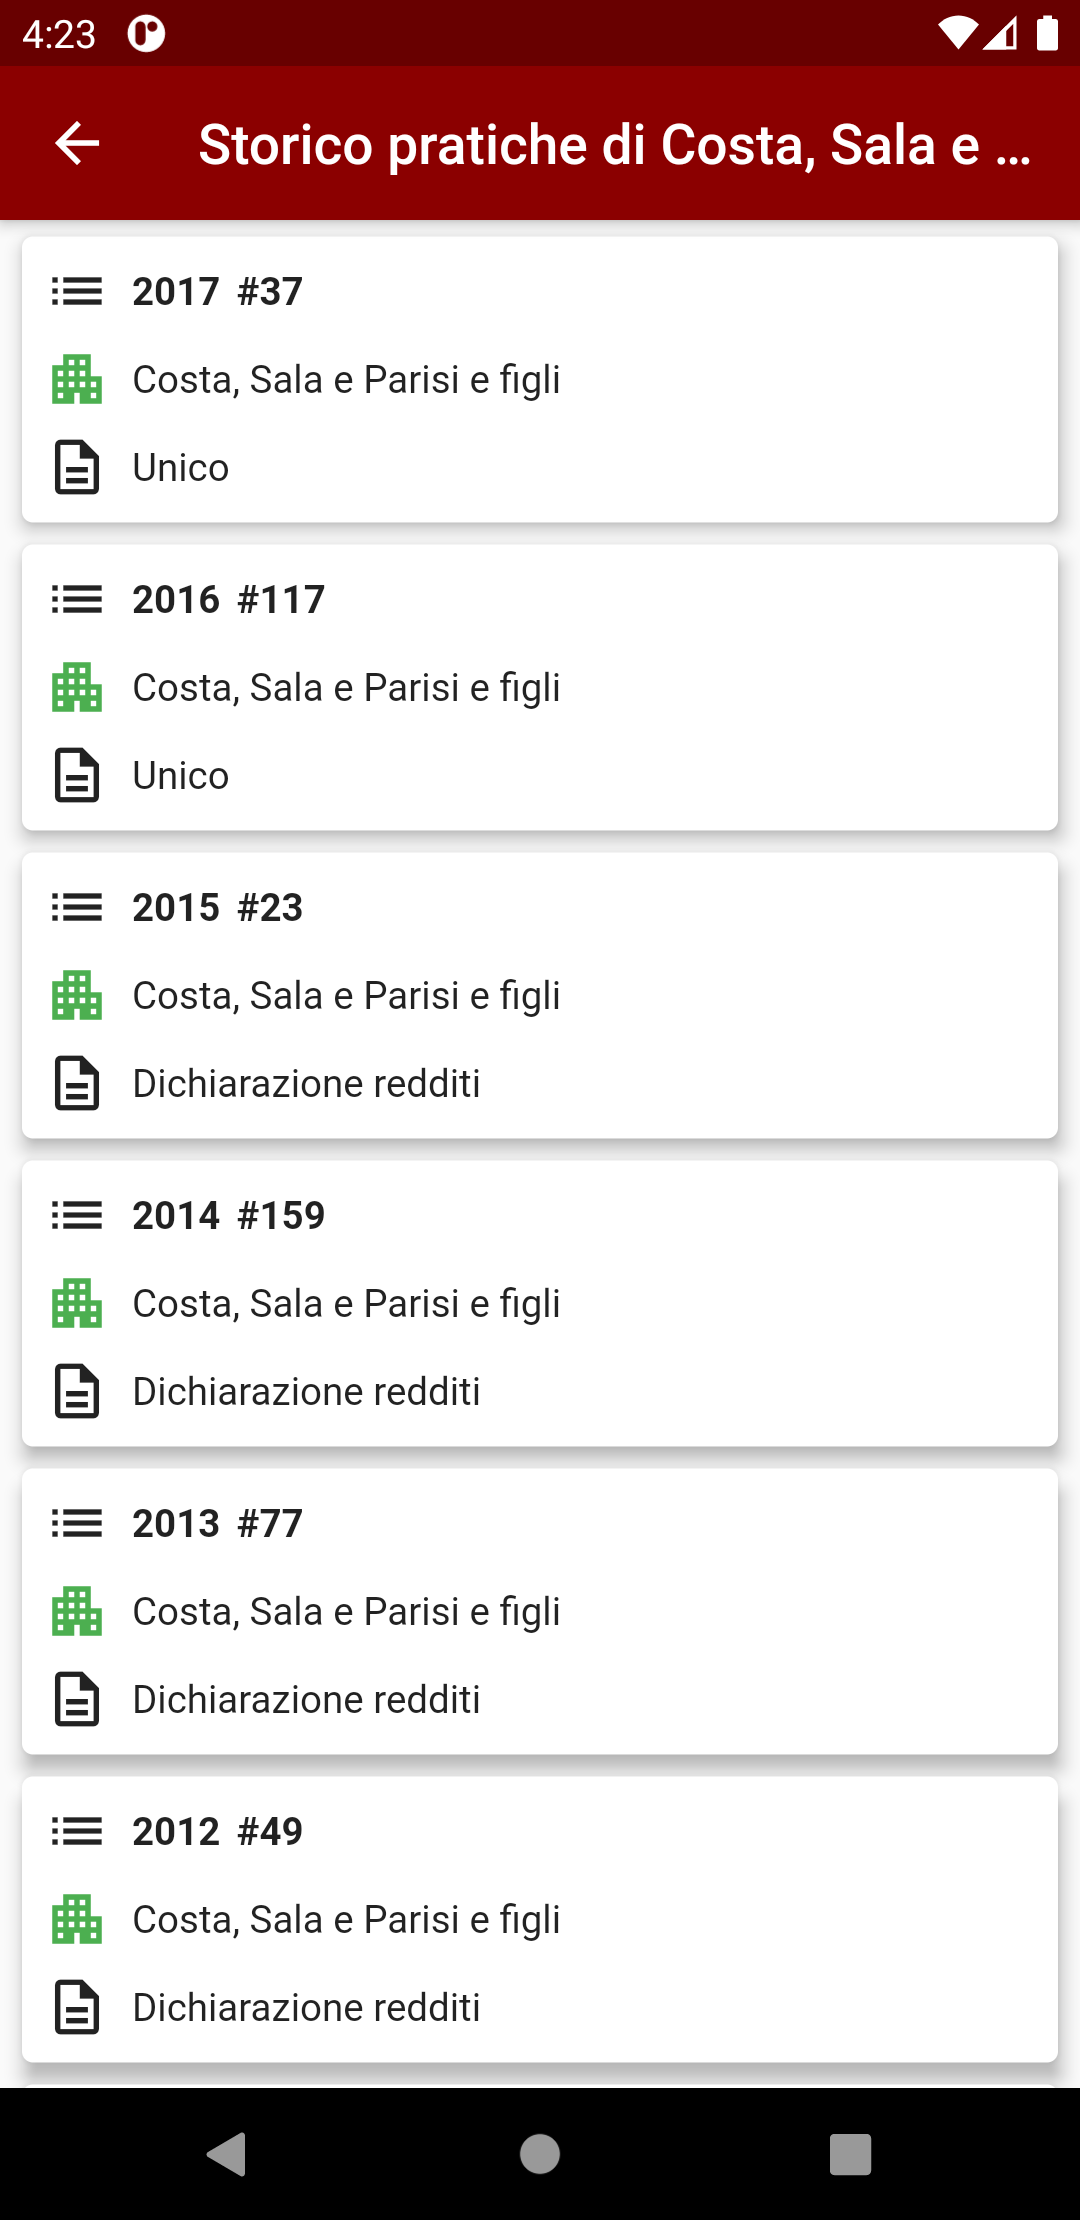 4:23
Storico pratiche di Costa, Sala e ...
2017 #37
Costa, Sala e Parisi e figli
Unico
2016 #117
Costa, Sala e Parisi e figli
Unico
2015 #23
Costa, Sala e Parisi e figli
Dichiarazione redditi
2014 #159
Costa, Sala e Parisi e figli
Dichiarazione redditi
2013 #77
Costa, Sala e Parisi e figli
Dichiarazione redditi
2012 #49
Costa, Sala e Parisi e figli
Dichiarazione redditi